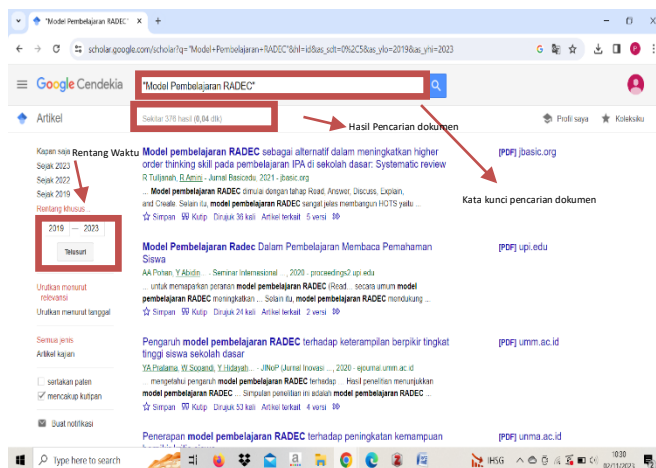 "Model Pembelajaran RADEC"
scholar.google.com/scholar?q="Model+Pembelajaran+RADEC"&hl=id&as_sdt=0%2C5&as_ylo=2019&as_yhi=2023
Google Cendekia
"Model Pembelajaran RADEC"
Artikel
Sekitar 376 hasil (0,04 dtk)
Hasil Pencarian dokumen
Profil saya
Koleksiku
Kapan saja
Rentang Waktu
Sejak 2023
Sejak 2022
Sejak 2019
Rentang khusus...
2019 — 2023
Telusuri
Urutkan menurut
relevansi
Urutkan menurut tanggal
Semua jenis
Artikel kajian
sertakan paten
mencakup kutipan
Buat notifikasi
Model pembelajaran RADEC sebagai alternatif dalam meningkatkan higher
order thinking skill pada pembelajaran IPA di sekolah dasar: Systematic review
R Tulljanah, R Amini - Jurnal Basicedu, 2021 - jbasic.org
... Model pembelajaran RADEC dimulai dengan tahap Read, Answer, Discuss, Explain,
and Create. Selain itu, model pembelajaran RADEC sangat jelas membangun HOTS yaitu ...
Simpan Kutip Dirujuk 36 kali Artikel terkait 5 versi
[PDF] jbasic.org
Kata kunci pencarian dokumen
Model Pembelajaran Radec Dalam Pembelajaran Membaca Pemahaman
Siswa
AA Pohan, Y Abidin... - Seminar Internasional ..., 2020 - proceedings2.upi.edu
... untuk memaparkan peranan model pembelajaran RADEC (Read... secara umum model
pembelajaran RADEC meningkatkan ... Selain itu, model pembelajaran RADEC mendukung ...
Simpan Kutip Dirujuk 24 kali Artikel terkait 2 versi
[PDF] upi.edu
Pengaruh model pembelajaran RADEC terhadap keterampilan berpikir tingkat
tinggi siswa sekolah dasar
YA Pratama, W Sopandi, Y Hidayah... - JINoP (Jurnal Inovasi ..., 2020 - ejournal.umm.ac.id
... mengetahui pengaruh model pembelajaran RADEC terhadap ... Hasil penelitian menunjukkan
model pembelajaran RADEC ... Simpulan penelitian ini adalah model pembelajaran RADEC ...
Simpan Kutip Dirujuk 53 kali Artikel terkait 4 versi
[PDF] umm.ac.id
Penerapan model pembelajaran RADEC terhadap peningkatan kemampuan
[PDF] unma.ac.id
Type here to search
IHSG
10:30
02/11/2023